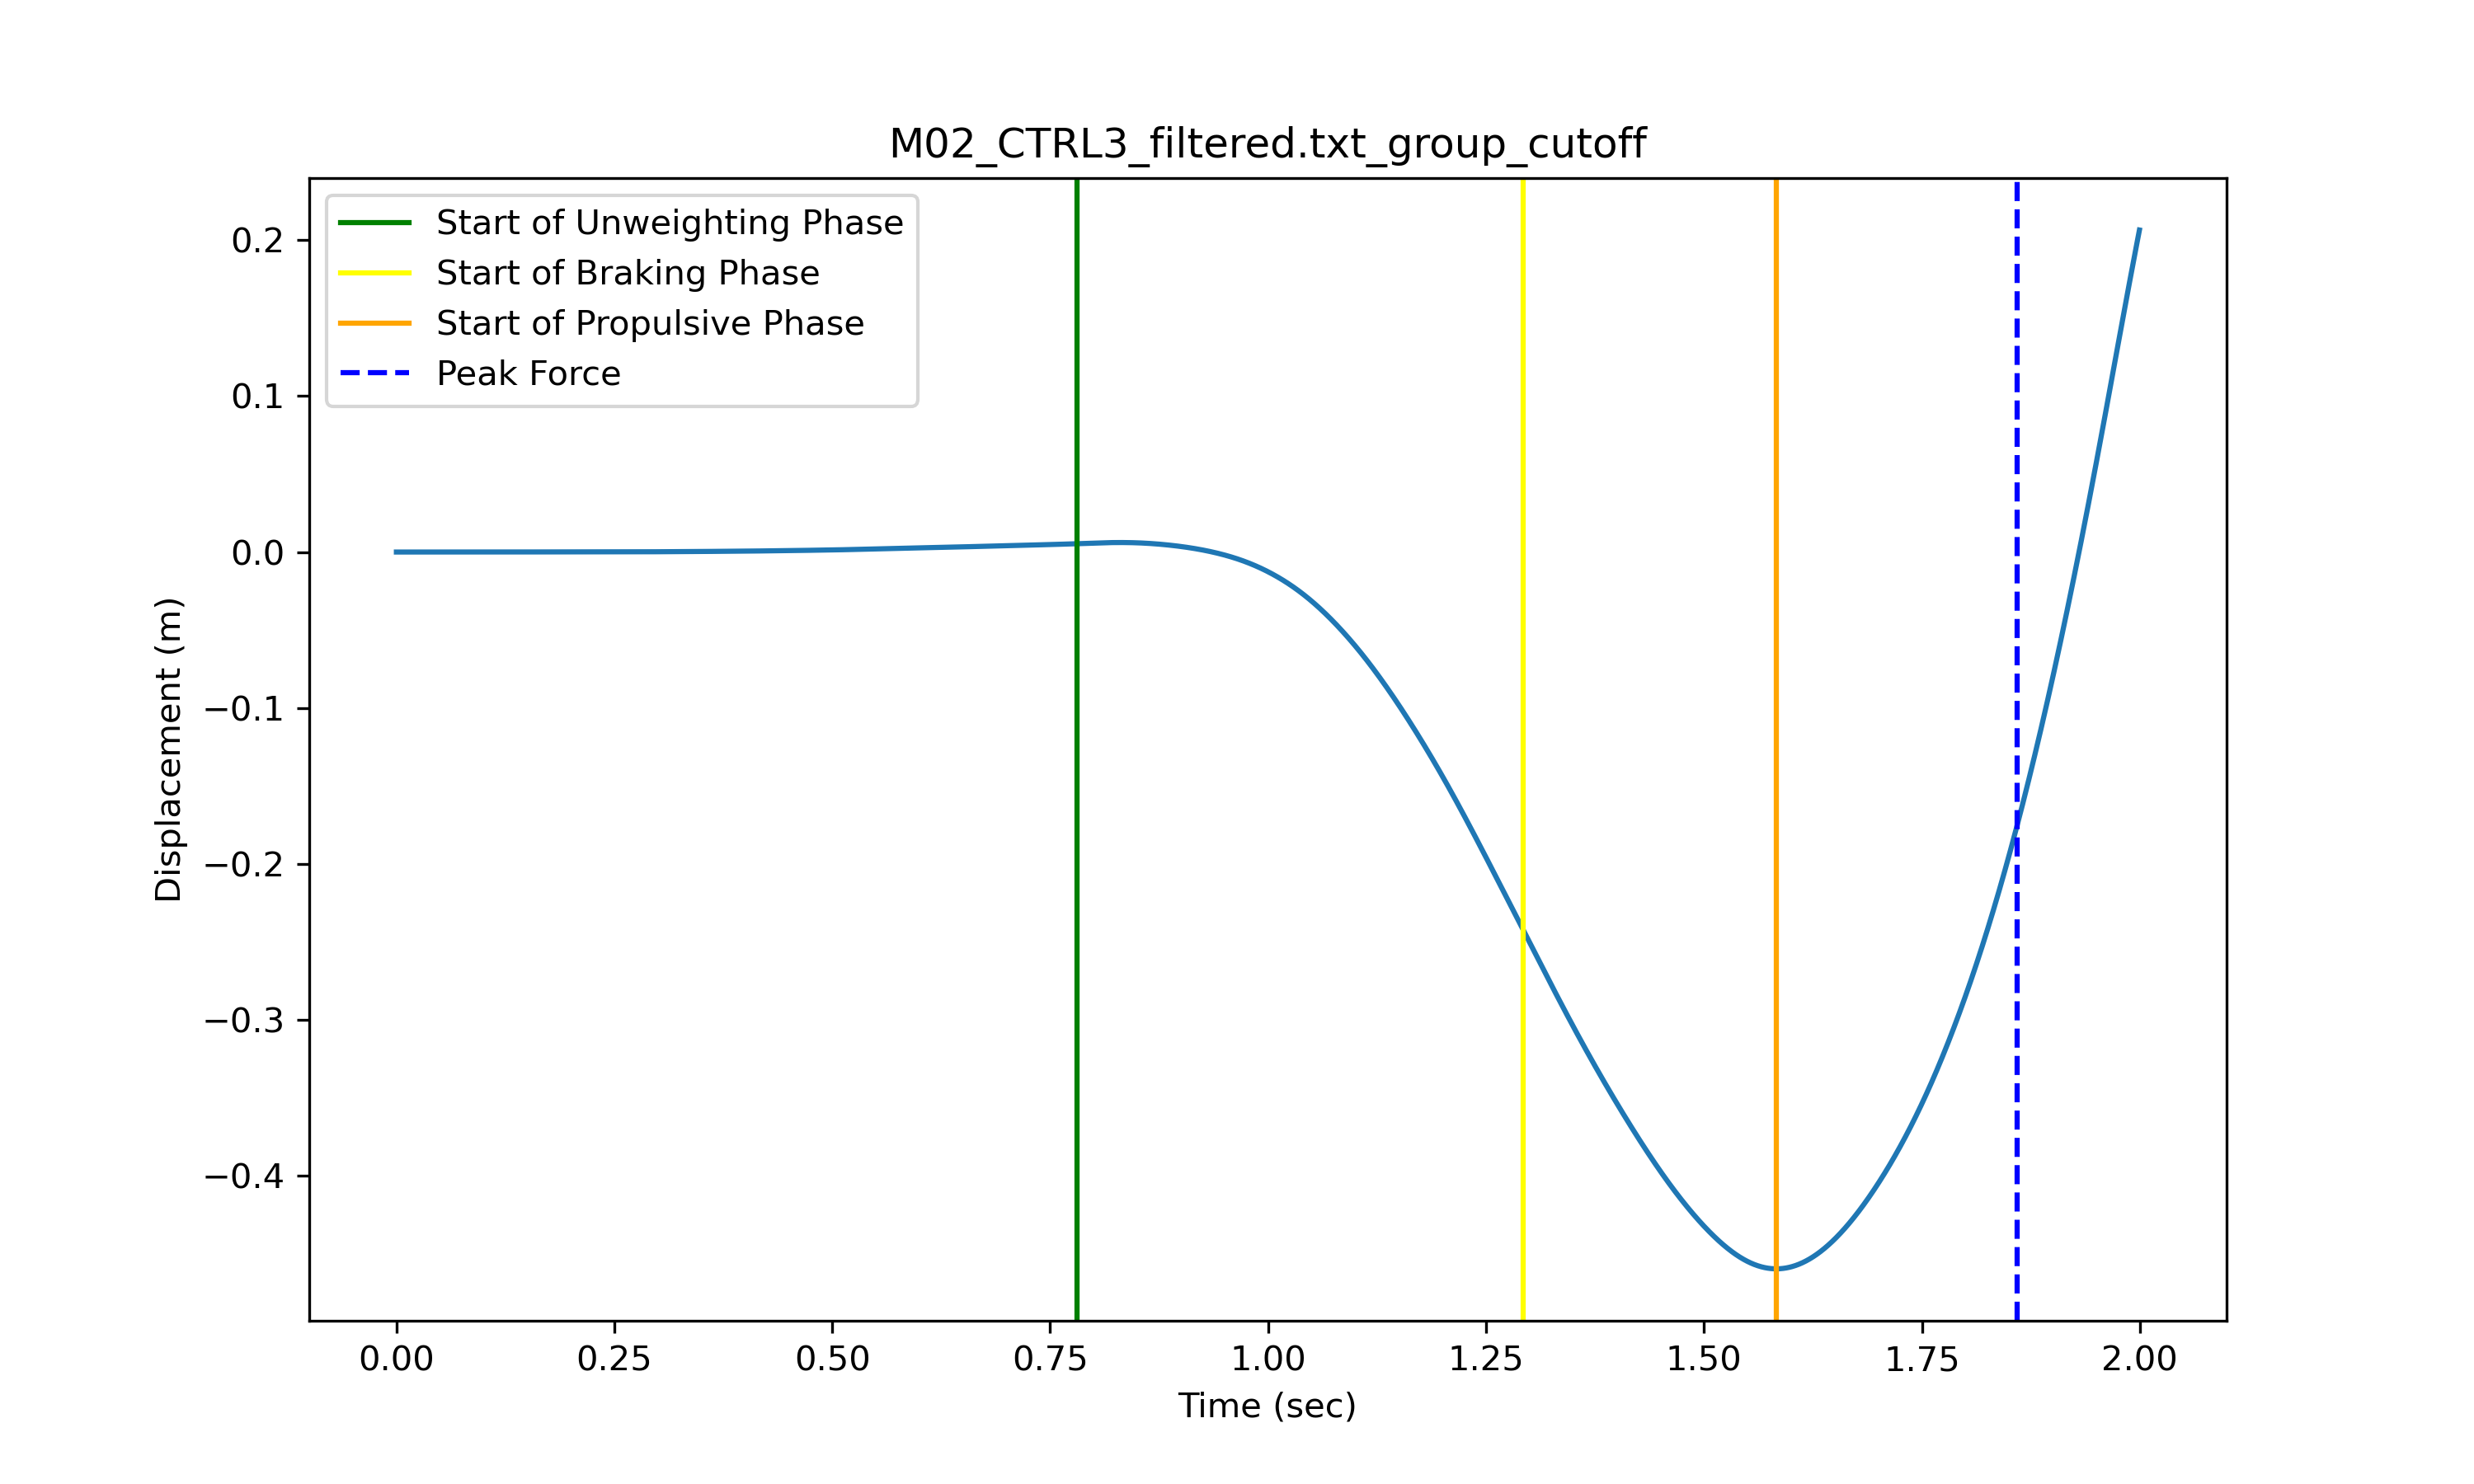 M02_CTRL3_filtered.txt_group_cutoff
Start of Unweighting Phase
Start of Braking Phase
Start of Propulsive Phase
Peak Force
0.2
0.1
0.0
−0.1
−0.2
−0.3
−0.4
Displacement (m)
0.00 0.25 0.50 0.75 1.00 1.25 1.50 1.75 2.00
Time (sec)